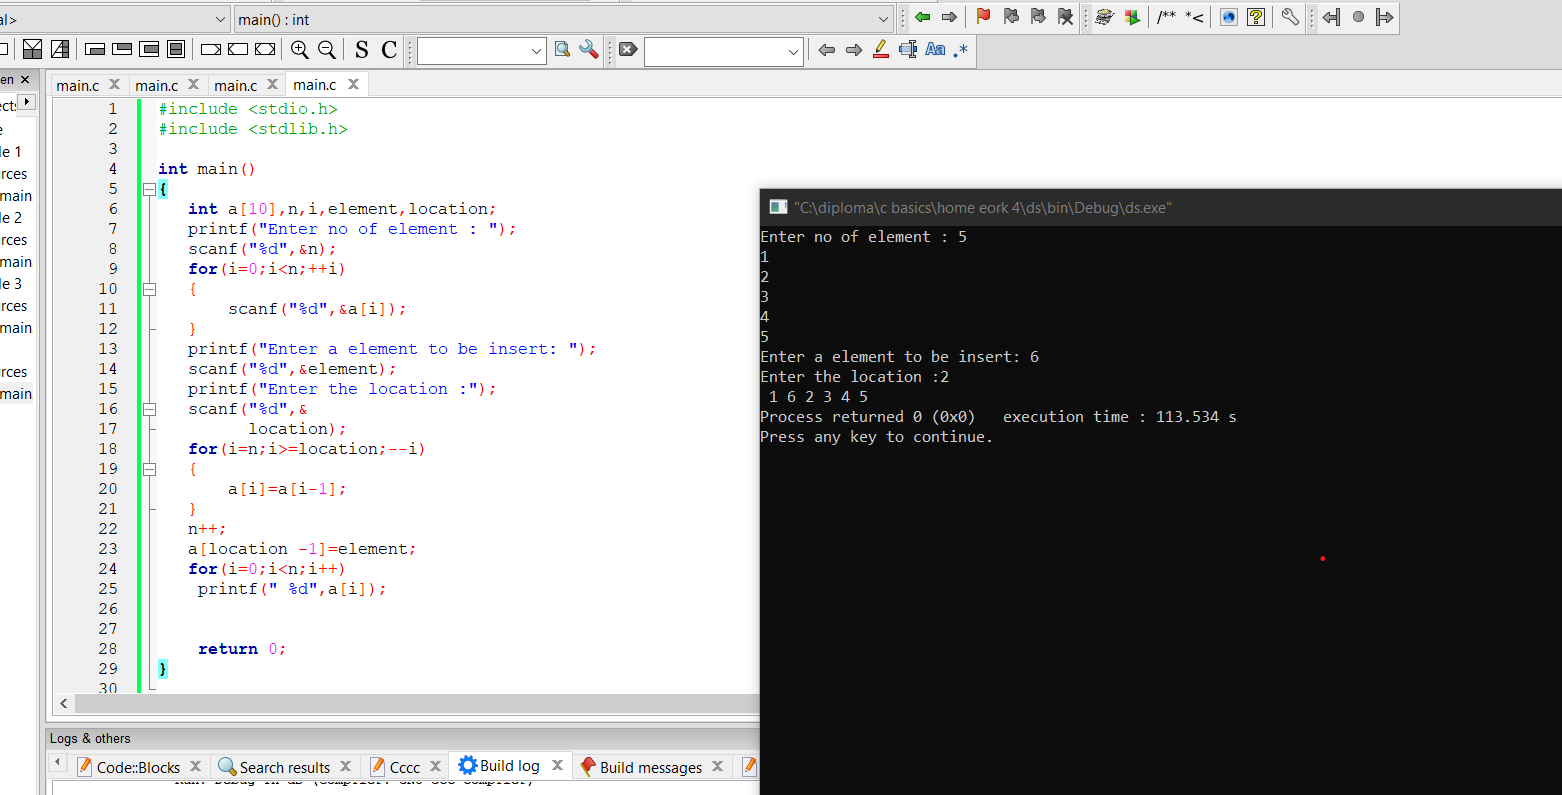 al>
main() : int
/** *<
S C
Aa .*
en ×
main.c
main.c
main.c
main.c
ects
e
le 1
rces
main
le 2
rces
main
le 3
rces
main
rces
main
1 #include <stdio.h>
2 #include <stdlib.h>
3
4 int main()
5 {
6 int a[10],n,i,element,location;
7 printf("Enter no of element : ");
8 scanf("%d",&n);
9 for(i=0;i<n;++i)
10 {
11 scanf("%d",&a[i]);
12 }
13 printf("Enter a element to be insert: ");
14 scanf("%d",&element);
15 printf("Enter the location :");
16 scanf("%d",&
17 location);
18 for(i=n;i>=location;--i)
19 {
20 a[i]=a[i-1];
21 }
22 n++;
23 a[location -1]=element;
24 for(i=0;i<n;i++)
25 printf(" %d",a[i]);
26
27
28 return 0;
29 }
30
"C:\diploma\c basics\home eork 4\ds\bin\Debug\ds.exe"
Enter no of element : 5
1
2
3
4
5
Enter a element to be insert: 6
Enter the location :2
1 6 2 3 4 5
Process returned 0 (0x0) execution time : 113.534 s
Press any key to continue.
Logs & others
Code::Blocks
Search results
Cccc
Build log
Build messages